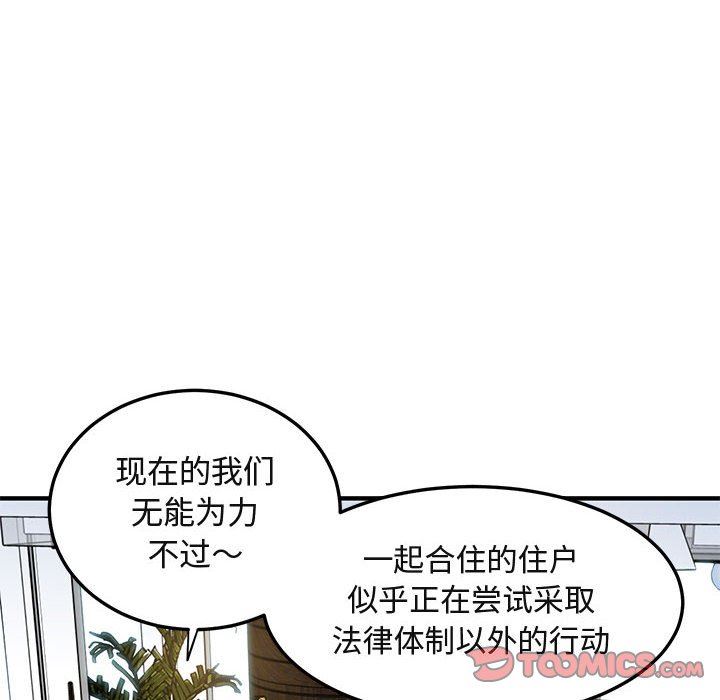 现在的我们
无能为力
不过～
一起合住的住户
似乎正在尝试采取
法律体制以外的行动
TOOMICS.COM